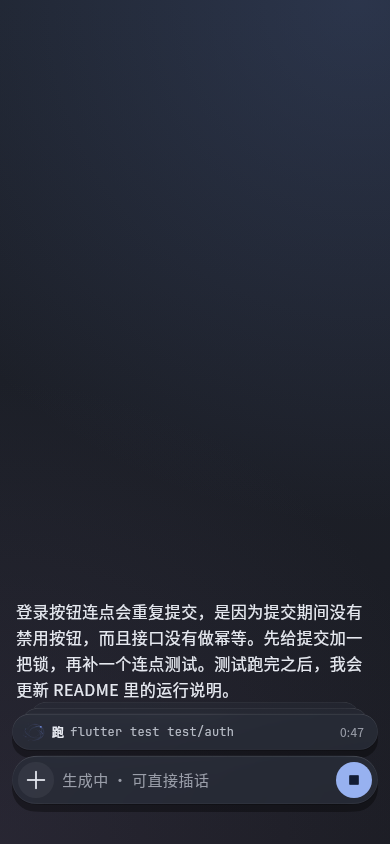 登录按钮连点会重复提交，是因为提交期间没有
禁用按钮，而且接口没有做幂等。先给提交加一
把锁，再补一个连点测试。测试跑完之后，我会
更新 README 里的运行说明。
跑 flutter test test/auth 0:47
生成中 · 可直接插话